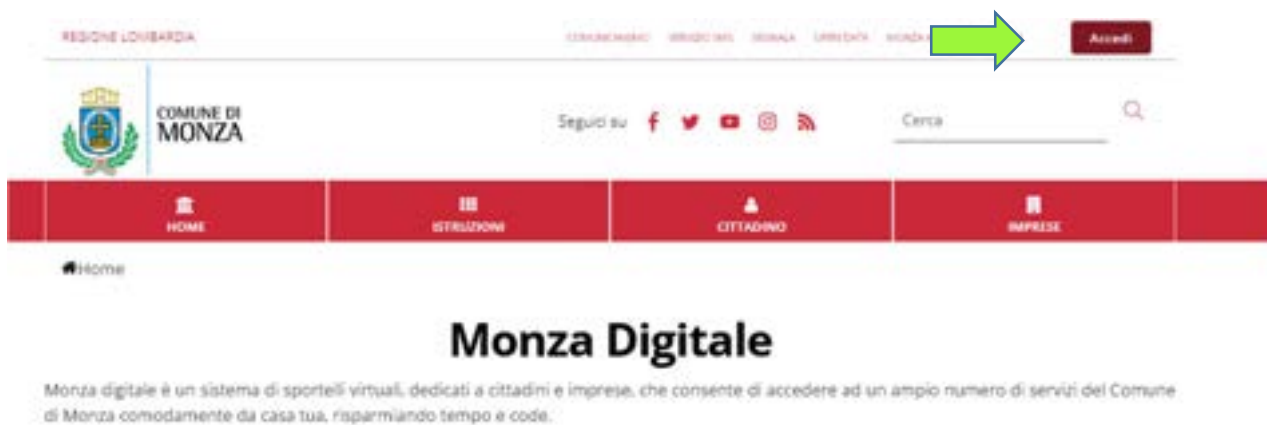 REGIONE LOMBARDIA
Accedi
COMUNE DI
MONZA
Seguici su
Cerca
HOME
ISTRUZIONI
CITTADINO
IMPRESE
Home
Monza Digitale
Monza digitale è un sistema di sportelli virtuali, dedicati a cittadini e imprese, che consente di accedere ad un ampio numero di servizi del Comune
di Monza comodamente da casa tua, risparmiando tempo e code.